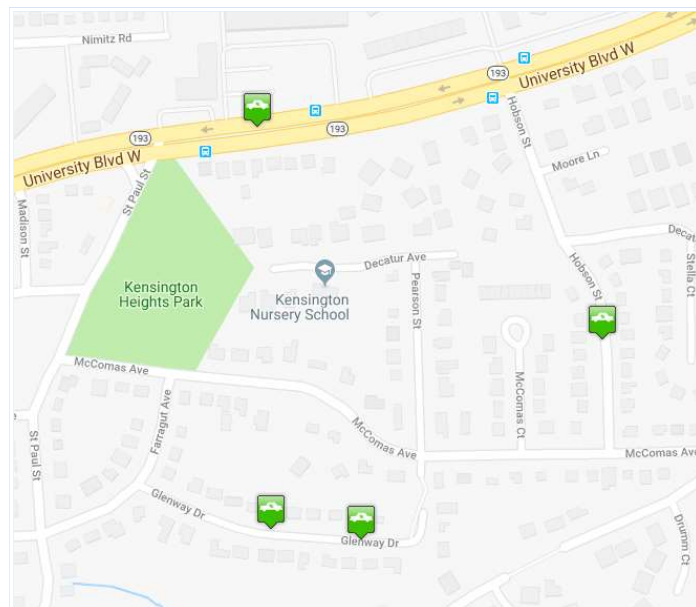 Nimitz Rd
193
University Blvd W
Hobson St
193
193
University Blvd W
Moore Ln
St Paul St
Madison St
Decatur Ave
Decat
Hobson St
Stella Ct
Kensington
Heights Park
Kensington
Nursery School
Pearson St
McComas Ave
McComas Ct
Farragut Ave
St Paul St
McComas Ave
McComas Ave
Glenway Dr
Glenway Dr
Drumm Ct